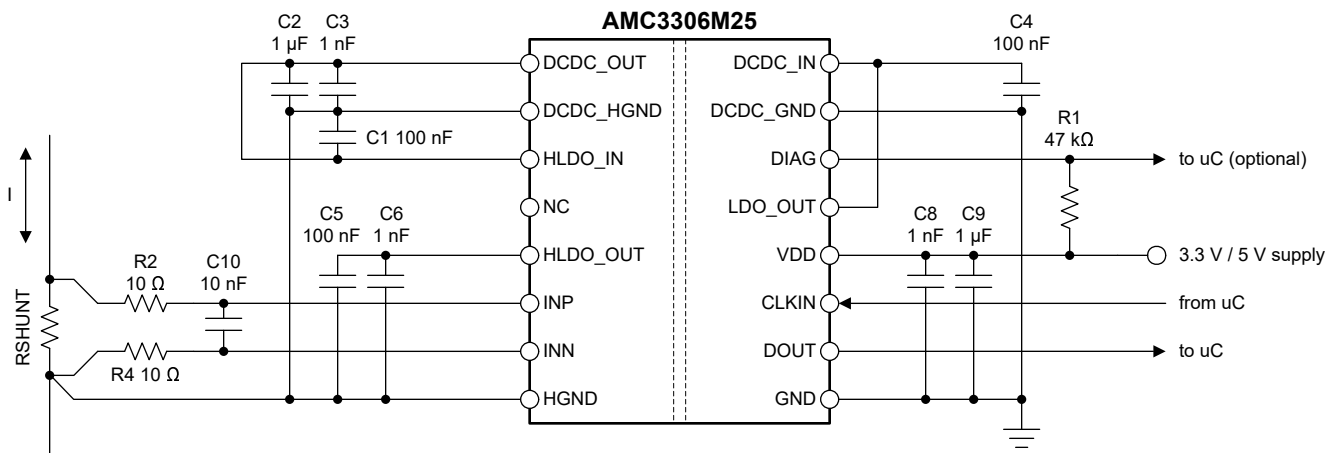 AMC3306M25
C2
1 µF
C3
1 nF
C4
100 nF
DCDC_OUT
DCDC_IN
DCDC_HGND
DCDC_GND
C1 100 nF
R1
47 kΩ
HLDO_IN
DIAG
to uC (optional)
I
NC
LDO_OUT
C5
100 nF
C6
1 nF
C8
1 nF
C9
1 µF
HLDO_OUT
VDD
3.3 V / 5 V supply
R2
10 Ω
C10
10 nF
INP
CLKIN
from uC
RSHUNT
R4 10 Ω
INN
DOUT
to uC
HGND
GND